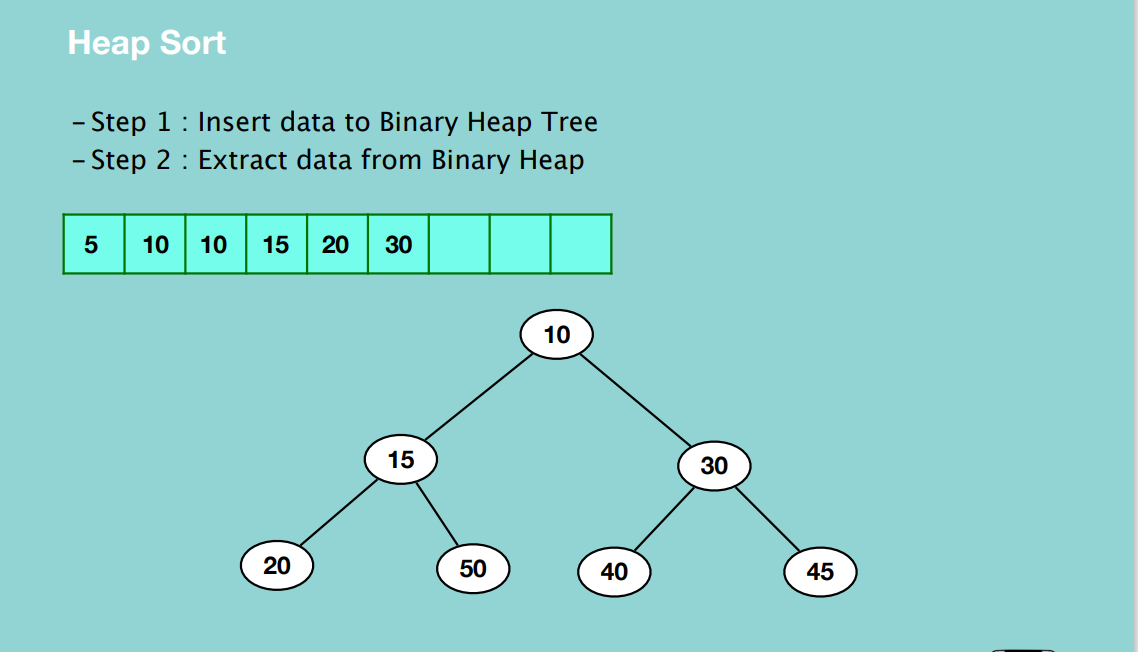 Heap Sort
– Step 1 : Insert data to Binary Heap Tree
– Step 2 : Extract data from Binary Heap
5 10 10 15 20 30
10
15 30
20 50 40 45